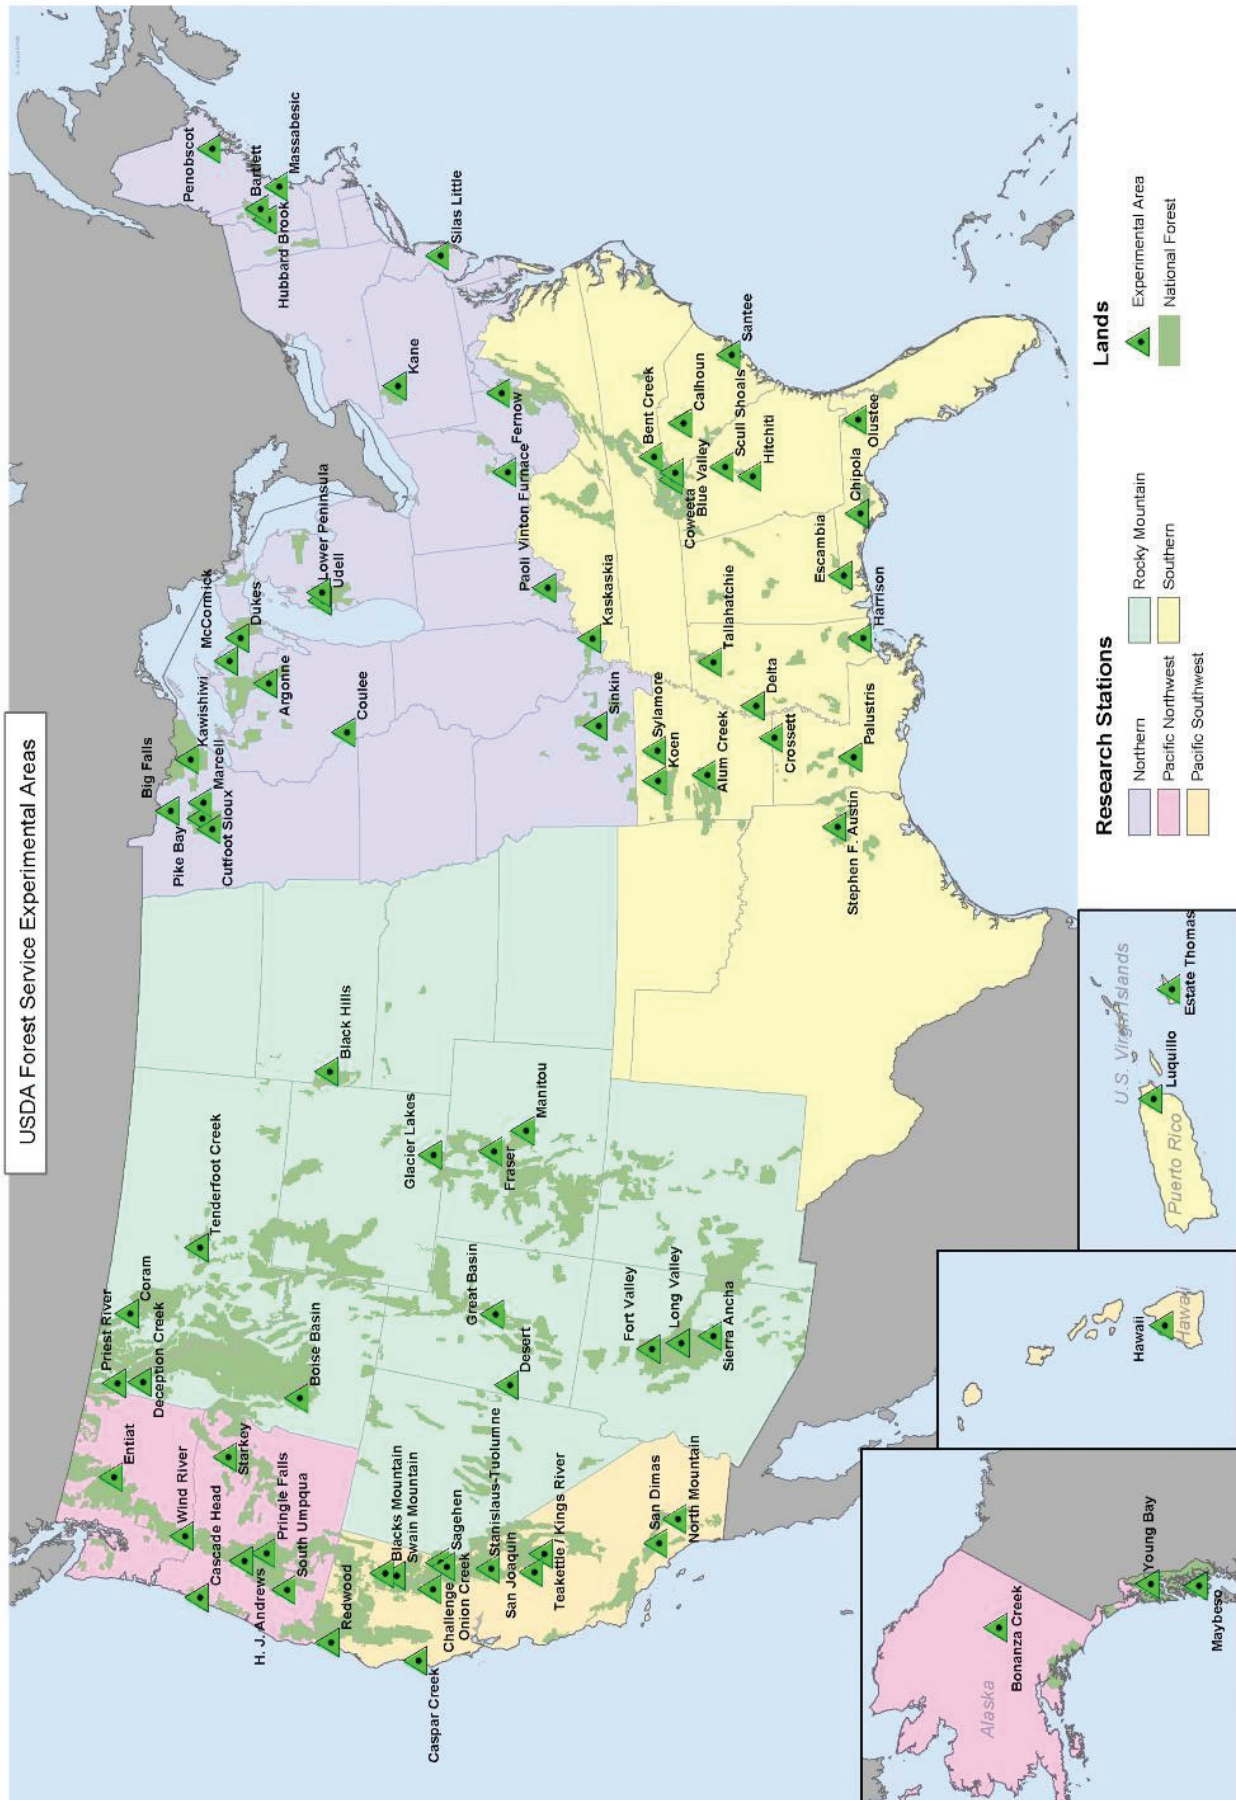 USDA Forest Service Experimental Areas
Priest River
Coram
Deception Creek
Tenderfoot Creek
Entiat
Wind River
Cascade Head
Starkey
H. J. Andrews
Pringle Falls
South Umpqua
Boise Basin
Black Hills
Redwood
Blacks Mountain
Swain Mountain
Caspar Creek
Challenge
Onion Creek
Sagehen
Stanislaus-Tuolumne
San Joaquin
Teakettle / Kings River
San Dimas
North Mountain
Great Basin
Desert
Glacier Lakes
Fraser
Manitou
Fort Valley
Long Valley
Sierra Ancha
Big Falls
Pike Bay
Cutfoot Sioux
Marcell
Kawishiwi
McCormick
Dukes
Argonne
Coulee
Lower Peninsula
Udell
Penobscot
Bartlett
Massabesic
Hubbard Brook
Silas Little
Kane
Fernow
Vinton Furnace
Paoli
Kaskaskia
Sinkin
Sylamore
Koen
Alum Creek
Tallahatchie
Delta
Crossett
Stephen F. Austin
Palustris
Harrison
Escambia
Chipola
Olustee
Bent Creek
Calhoun
Coweeta
Blue Valley
Scull Shoals
Hitchiti
Santee
Alaska
Bonanza Creek
Young Bay
Maybeso
Hawaii
Hawaii
Puerto Rico
Luquillo
U.S. Virgin Islands
Estate Thomas
Research Stations
Northern
Pacific Northwest
Pacific Southwest
Rocky Mountain
Southern
Lands
Experimental Area
National Forest